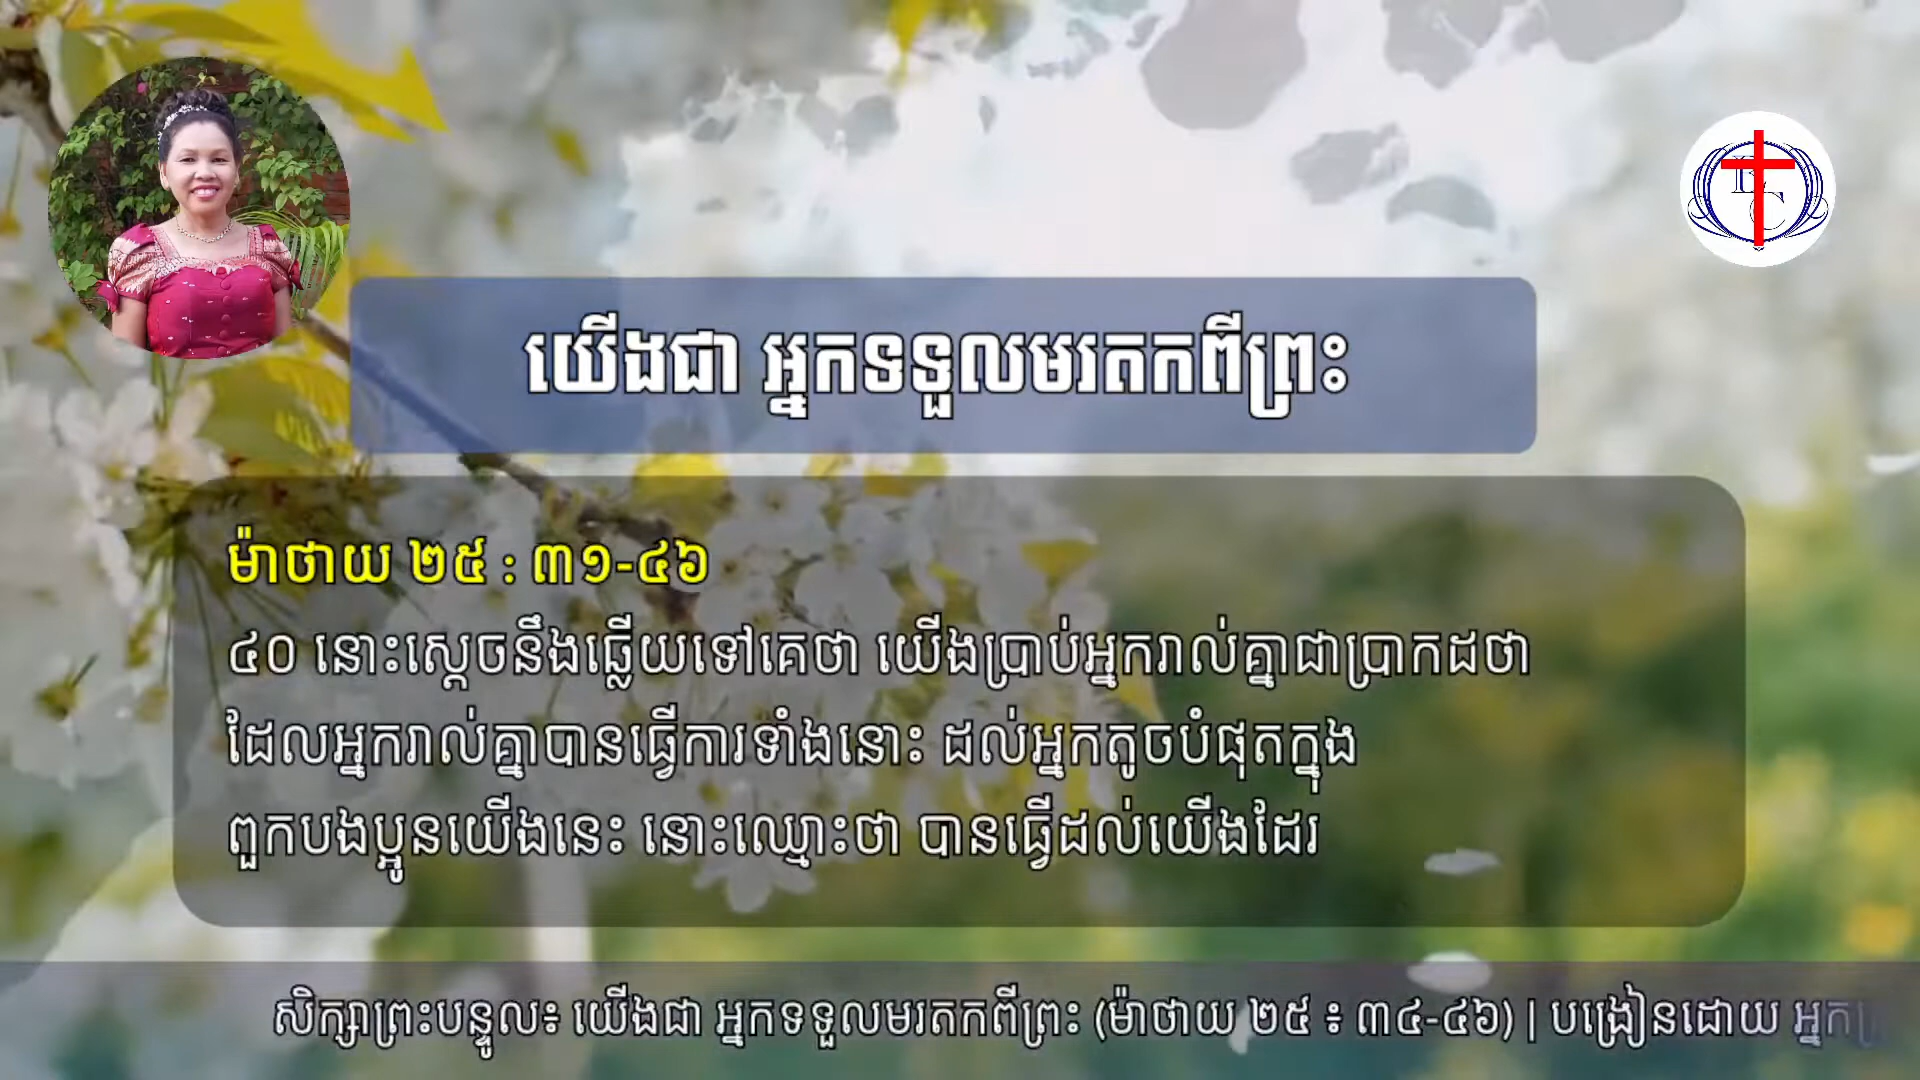 យើងជា អ្នកទទួលមរតកពីព្រះ
ម៉ាថាយ ២៥ : ៣១-៤៦
៤០ នោះស្ដេចនឹងឆ្លើយទៅគេថា យើងប្រាប់អ្នករាល់គ្នាជាប្រាកដថា
ដែលអ្នករាល់គ្នាបានធ្វើការទាំងនោះ ដល់អ្នកតូចបំផុតក្នុង
ពួកបងប្អូនយើងនេះ នោះឈ្មោះថា បានធ្វើដល់យើងដែរ
សិក្សាព្រះបន្ទូល៖ យើងជា អ្នកទទួលមរតកពីព្រះ (ម៉ាថាយ ២៥ ៖ ៣៤-៤៦) | បង្រៀនដោយ